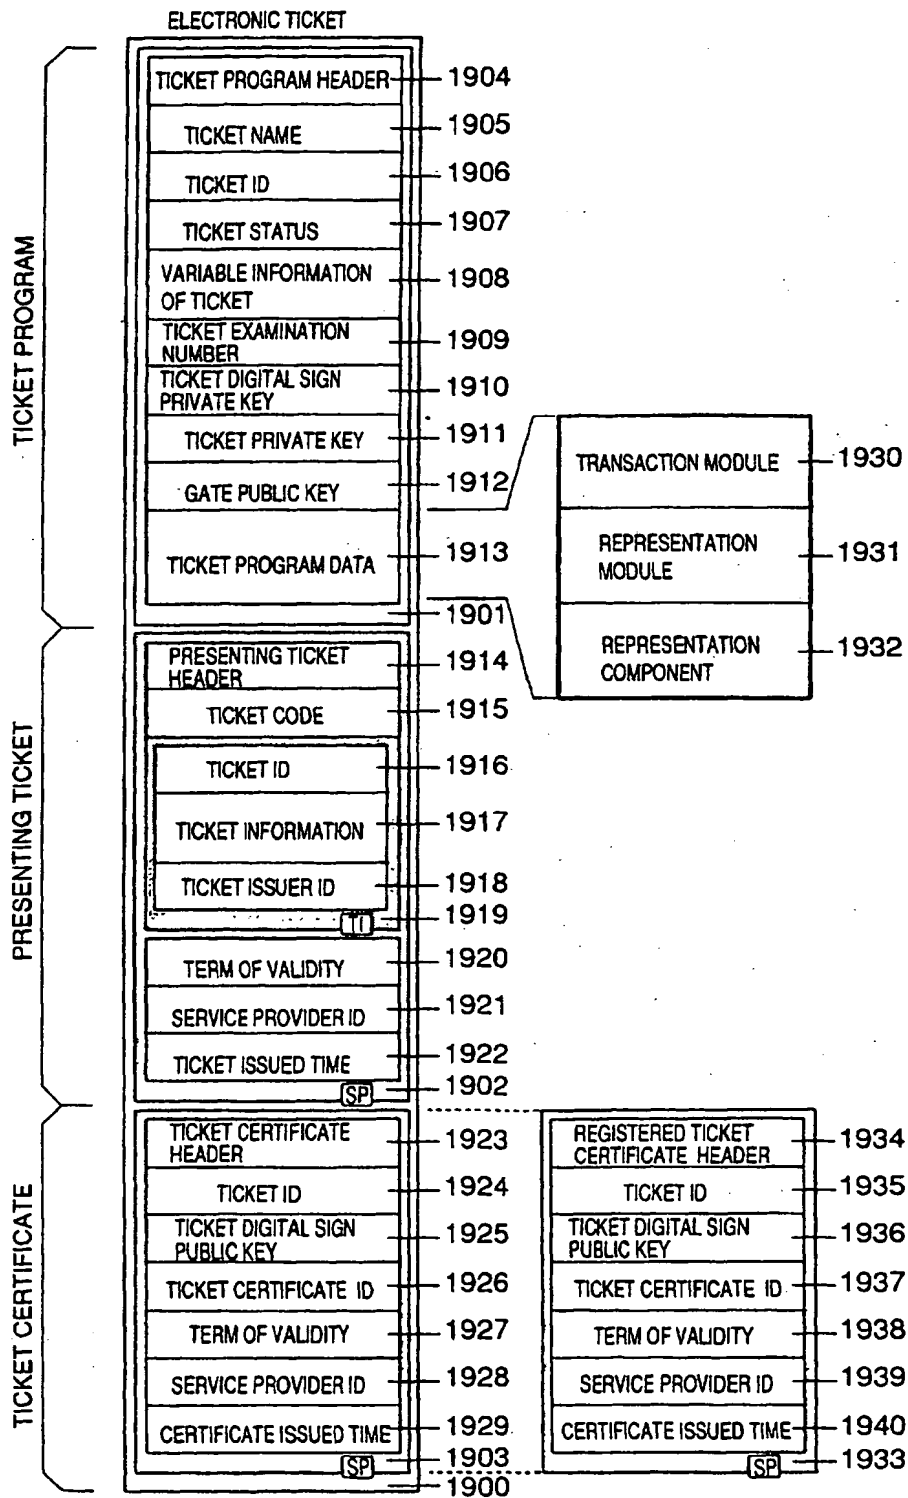 ELECTRONIC TICKET
TICKET PROGRAM
TICKET PROGRAM HEADER 1904
TICKET NAME 1905
TICKET ID 1906
TICKET STATUS 1907
VARIABLE INFORMATION
OF TICKET 1908
TICKET EXAMINATION
NUMBER 1909
TICKET DIGITAL SIGN
PRIVATE KEY 1910
TICKET PRIVATE KEY 1911
GATE PUBLIC KEY 1912
TICKET PROGRAM DATA 1913
1901
TRANSACTION MODULE 1930
REPRESENTATION
MODULE 1931
REPRESENTATION
COMPONENT 1932
PRESENTING TICKET
PRESENTING TICKET
HEADER 1914
TICKET CODE 1915
TICKET ID 1916
TICKET INFORMATION 1917
TICKET ISSUER ID 1918
TI 1919
TERM OF VALIDITY 1920
SERVICE PROVIDER ID 1921
TICKET ISSUED TIME 1922
SP 1902
TICKET CERTIFICATE
TICKET CERTIFICATE
HEADER 1923
TICKET ID 1924
TICKET DIGITAL SIGN
PUBLIC KEY 1925
TICKET CERTIFICATE ID 1926
TERM OF VALIDITY 1927
SERVICE PROVIDER ID 1928
CERTIFICATE ISSUED TIME 1929
SP 1903
1900
REGISTERED TICKET
CERTIFICATE HEADER 1934
TICKET ID 1935
TICKET DIGITAL SIGN
PUBLIC KEY 1936
TICKET CERTIFICATE ID 1937
TERM OF VALIDITY 1938
SERVICE PROVIDER ID 1939
CERTIFICATE ISSUED TIME 1940
SP 1933